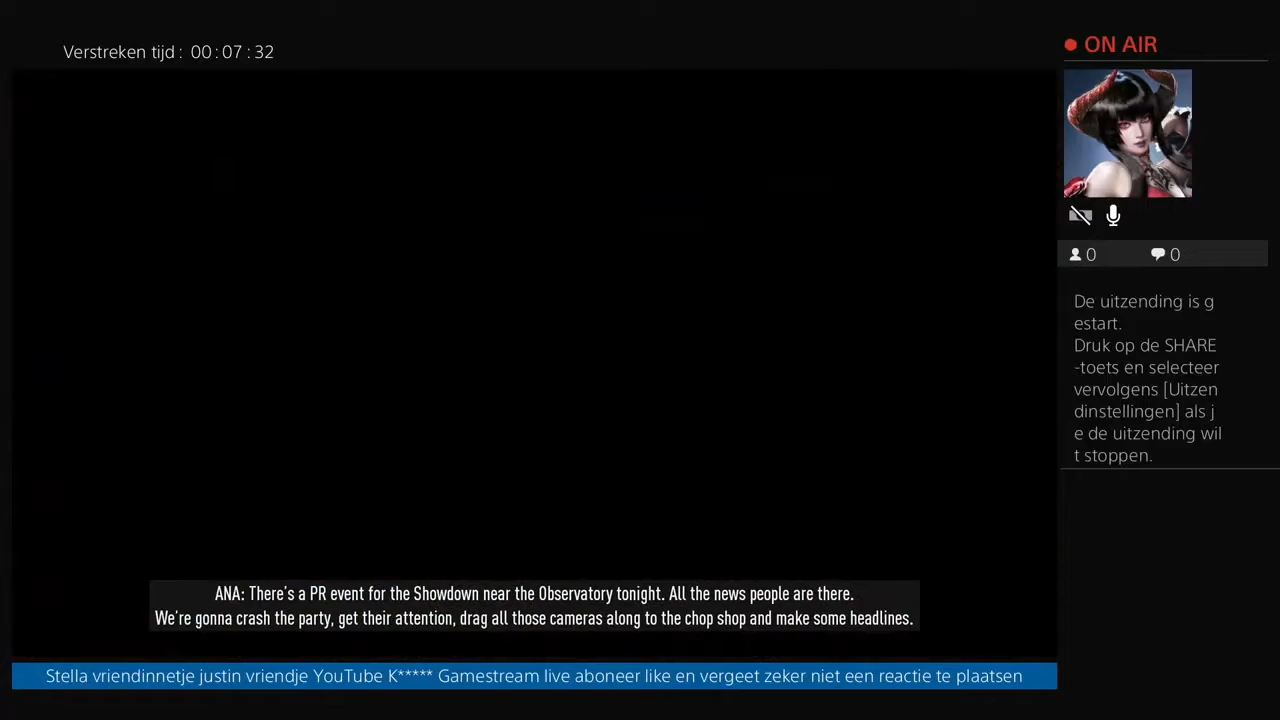 Verstreken tijd : 00:07:32
ON AIR
0 0
De uitzending is g
estart.
Druk op de SHARE
-toets en selecteer
vervolgens [Uitzen
dinstellingen] als j
e de uitzending wil
t stoppen.
ANA: There's a PR event for the Showdown near the Observatory tonight. All the news people are there.
We're gonna crash the party, get their attention, drag all those cameras along to the chop shop and make some headlines.
Stella vriendinnetje justin vriendje YouTube K***** Gamestream live aboneer like en vergeet zeker niet een reactie te plaatsen